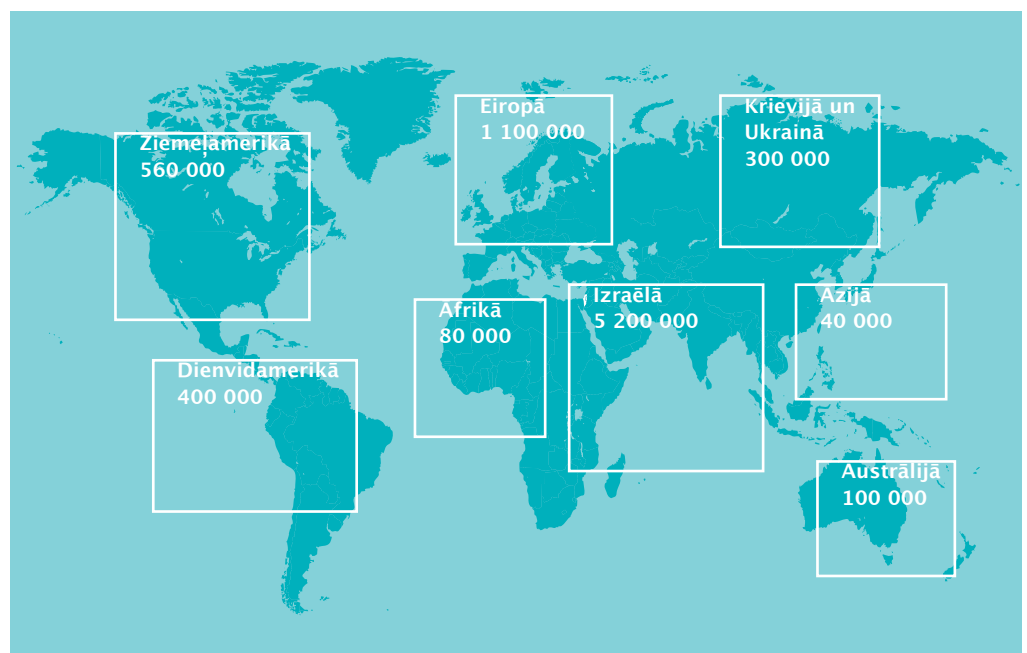 Eiropā
1 100 000
Krievijā un
Ukrainā
300 000
Ziemeļamerikā
560 000
Afrikā
80 000
Izraēlā
5 200 000
Azijā
40 000
Dienvidamerikā
400 000
Austrālijā
100 000